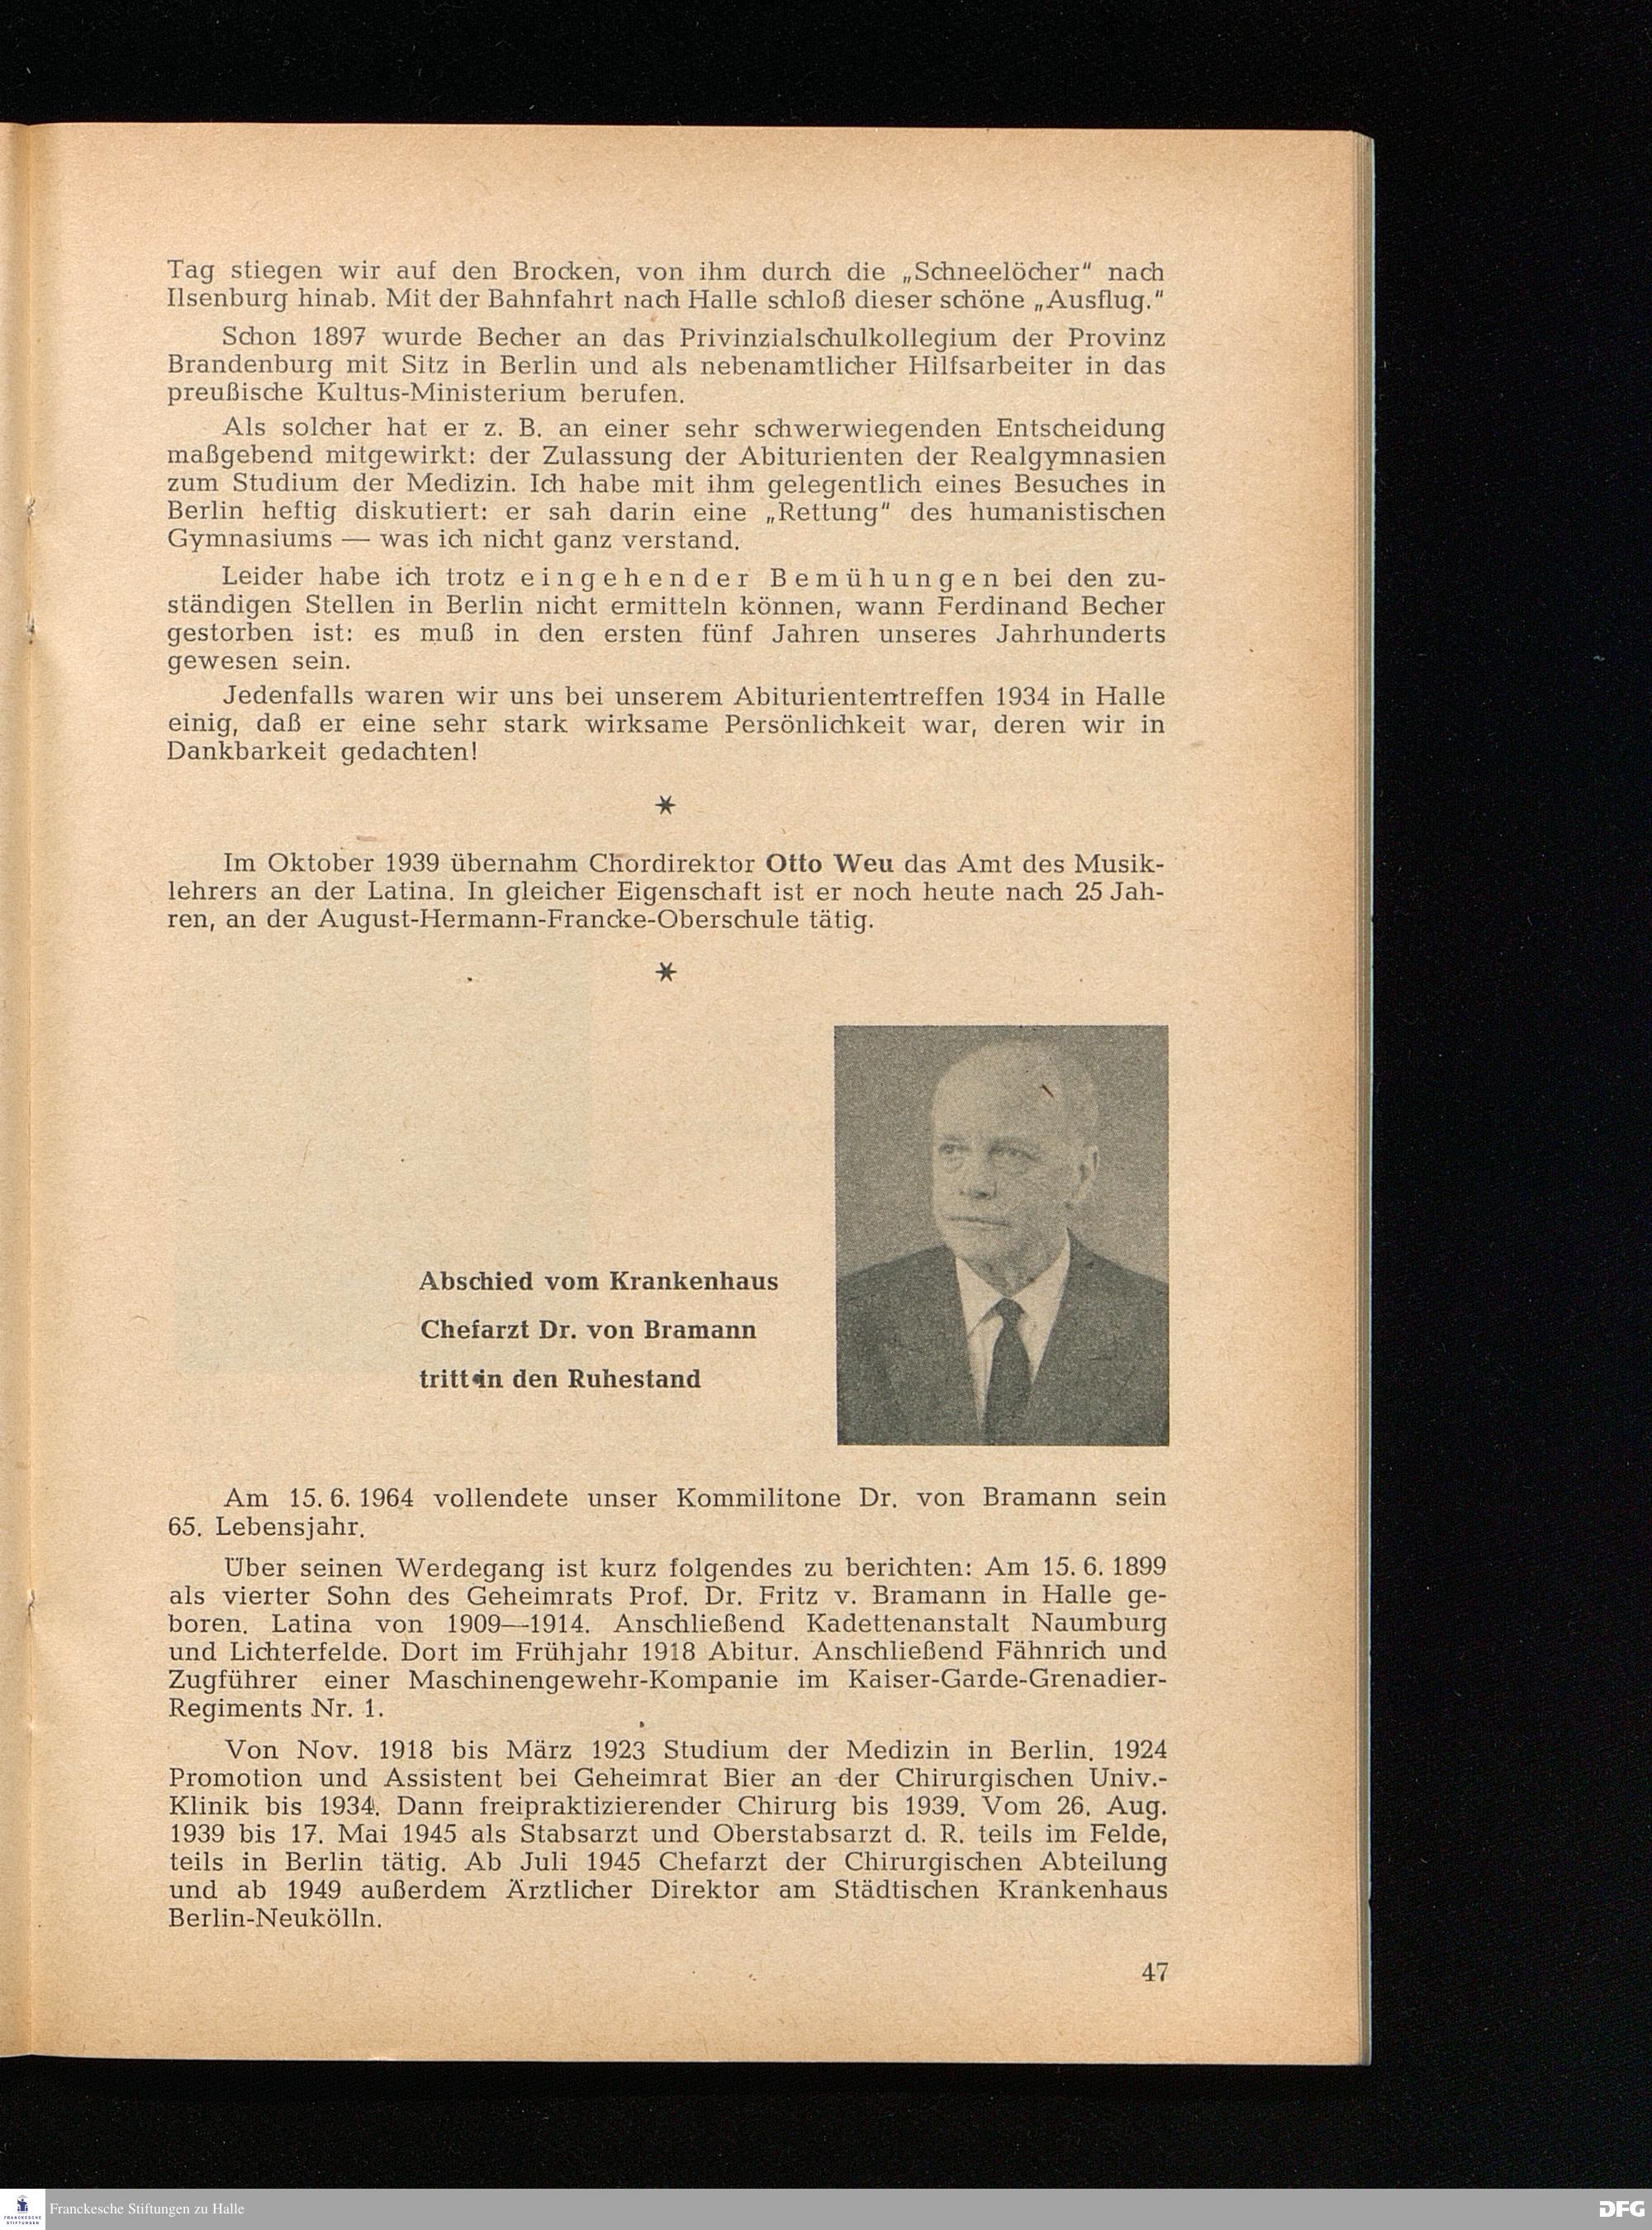 Tag stiegen wir auf den Brocken, von ihm durch die „Schneelöcher“ nach
Ilsenburg hinab. Mit der Bahnfahrt nach Halle schloß dieser schöne „Ausflug.“
Schon 1897 wurde Becher an das Privinzialschulkollegium der Provinz
Brandenburg mit Sitz in Berlin und als nebenamtlicher Hilfsarbeiter in das
preußische Kultus-Ministerium berufen.
Als solcher hat er z. B. an einer sehr schwerwiegenden Entscheidung
maßgebend mitgewirkt: der Zulassung der Abiturienten der Realgymnasien
zum Studium der Medizin. Ich habe mit ihm gelegentlich eines Besuches in
Berlin heftig diskutiert: er sah darin eine „Rettung“ des humanistischen
Gymnasiums — was ich nicht ganz verstand.
Leider habe ich trotz eingehender Bemühungen bei den zu-
ständigen Stellen in Berlin nicht ermitteln können, wann Ferdinand Becher
gestorben ist: es muß in den ersten fünf Jahren unseres Jahrhunderts
gewesen sein.
Jedenfalls waren wir uns bei unserem Abituriententreffen 1934 in Halle
einig, daß er eine sehr stark wirksame Persönlichkeit war, deren wir in
Dankbarkeit gedachten!
*
Im Oktober 1939 übernahm Chordirektor Otto Weu das Amt des Musik-
lehrers an der Latina. In gleicher Eigenschaft ist er noch heute nach 25 Jah-
ren, an der August-Hermann-Francke-Oberschule tätig.
*
Abschied vom Krankenhaus
Chefarzt Dr. von Bramann
tritt in den Ruhestand
Am 15. 6. 1964 vollendete unser Kommilitone Dr. von Bramann sein
65. Lebensjahr.
Über seinen Werdegang ist kurz folgendes zu berichten: Am 15. 6. 1899
als vierter Sohn des Geheimrats Prof. Dr. Fritz v. Bramann in Halle ge-
boren. Latina von 1909—1914. Anschließend Kadettenanstalt Naumburg
und Lichterfelde. Dort im Frühjahr 1918 Abitur. Anschließend Fähnrich und
Zugführer einer Maschinengewehr-Kompanie im Kaiser-Garde-Grenadier-
Regiments Nr. 1.
Von Nov. 1918 bis März 1923 Studium der Medizin in Berlin. 1924
Promotion und Assistent bei Geheimrat Bier an der Chirurgischen Univ.-
Klinik bis 1934. Dann freipraktizierender Chirurg bis 1939. Vom 26. Aug.
1939 bis 17. Mai 1945 als Stabsarzt und Oberstabsarzt d. R. teils im Felde,
teils in Berlin tätig. Ab Juli 1945 Chefarzt der Chirurgischen Abteilung
und ab 1949 außerdem Ärztlicher Direktor am Städtischen Krankenhaus
Berlin-Neukölln.
47
FRANCKESCHE
STIFTUNGEN
Franckesche Stiftungen zu Halle
DFG